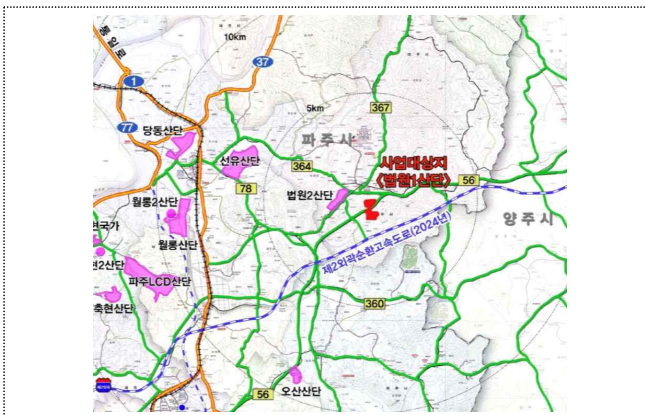 통일로
10km
37
1
5km
367
77
당동산단
파주시
선유산단
364
사업대상지
<법원1산단>
56
78
법원2산단
월롱2산단
양주시
월롱산단
제2외곽순환고속도로(2024년)
파주LCD산단
360
축현산단
오산산단
56